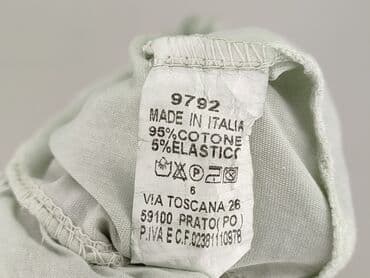 9792
MADE IN ITALIA
95%COTONE
5%ELASTICO
6
VIA TOSCANA 26
59100 PRATO(PO)
P.IVA E C.F.02381110978